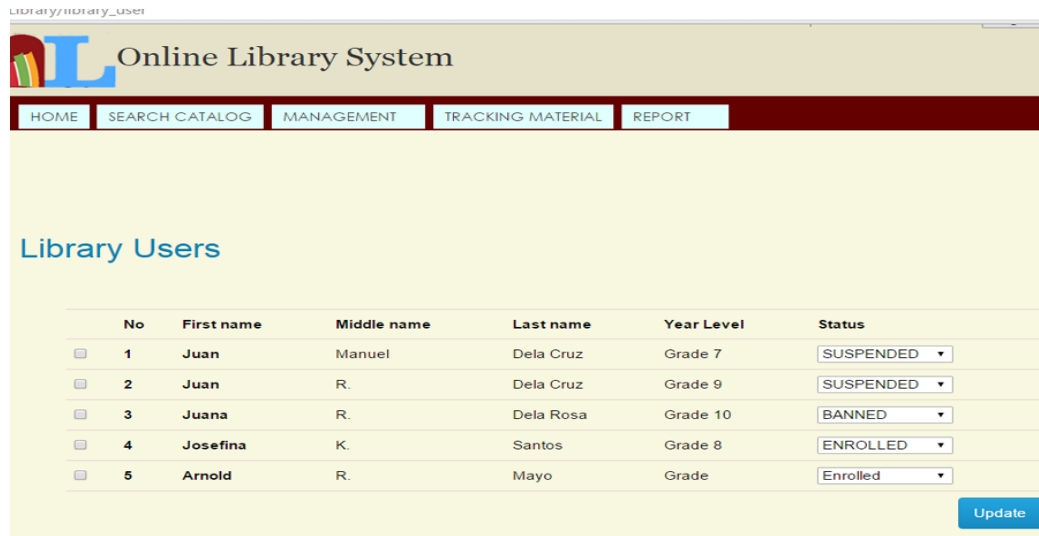 Library/library_user
L Online Library System
HOME SEARCH CATALOG MANAGEMENT TRACKING MATERIAL REPORT
Library Users
No First name Middle name Last name Year Level Status
1 Juan Manuel Dela Cruz Grade 7 SUSPENDED
2 Juan R. Dela Cruz Grade 9 SUSPENDED
3 Juana R. Dela Rosa Grade 10 BANNED
4 Josefina K. Santos Grade 8 ENROLLED
5 Arnold R. Mayo Grade Enrolled
Update